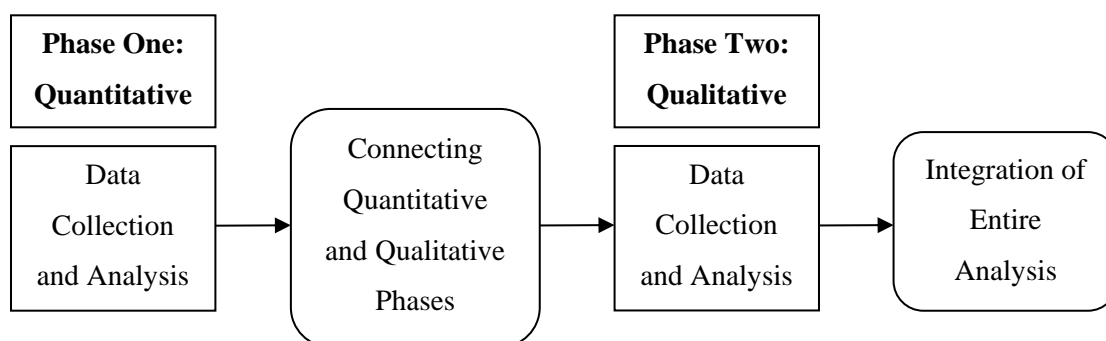 Phase One:
Quantitative
Data
Collection
and Analysis
Connecting
Quantitative
and Qualitative
Phases
Phase Two:
Qualitative
Data
Collection
and Analysis
Integration of
Entire
Analysis